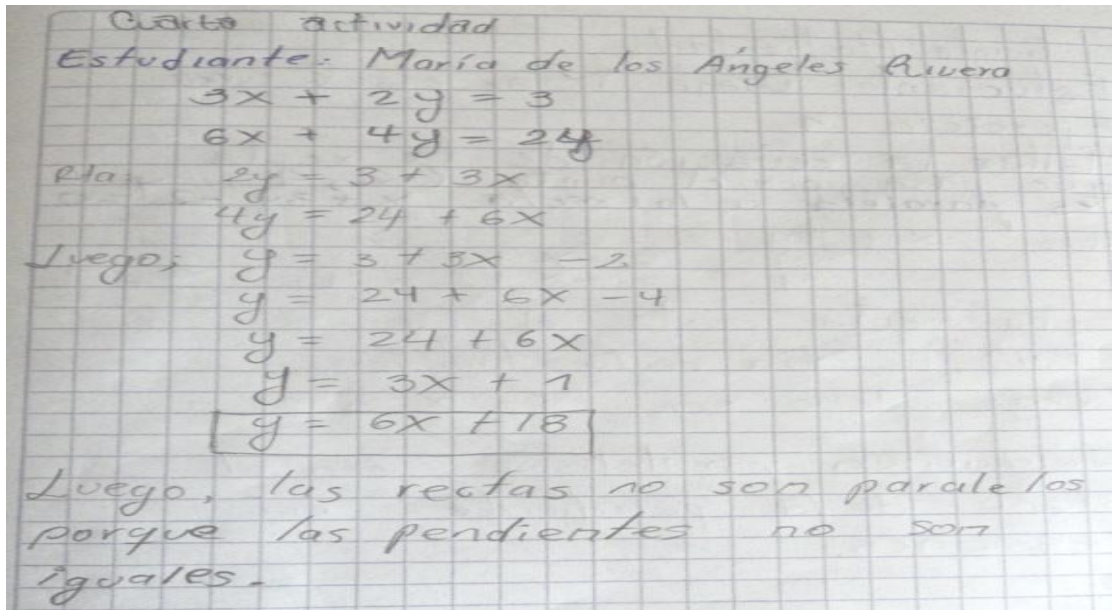 Cuarta actividad
Estudiante: María de los Ángeles Rivera
3x + 2y = 3
6x + 4y = 24
Rta: 2y = 3 + 3x
4y = 24 + 6x
Luego; y = 3 + 3x - 2
y = 24 + 6x - 4
y = 24 + 6x
y = 3x + 1
y = 6x + 18
Luego, las rectas no son paralelos
porque las pendientes no son
iguales.